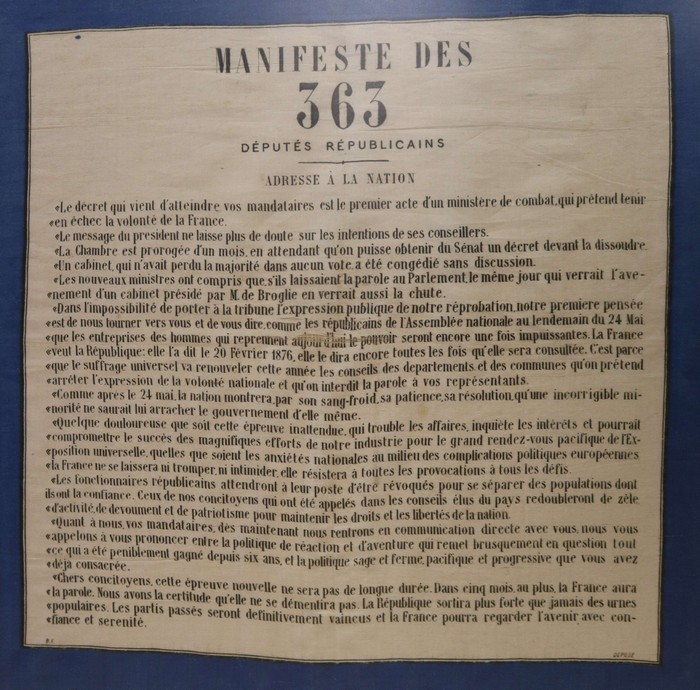 MANIFESTE DES
363
DÉPUTÉS RÉPUBLICAINS
ADRESSE À LA NATION
«Le décret qui vient d'atteindre vos mandataires est le premier acte d'un ministère de combat, qui prétend tenir
«en échec la volonté de la France.
«Le message du president ne laisse plus de doute sur les intentions de ses conseillers.
«La Chambre est prorogée d'un mois, en attendant qu'on puisse obtenir du Sénat un décret devant la dissoudre.
«Un cabinet, qui n'avait perdu la majorité dans aucun vote, a été congédié sans discussion.
«Les nouveaux ministres ont compris que, s'ils laissaient la parole au Parlement, le même jour qui verrait l'ave-
«nement d'un cabinet présidé par M. de Broglie en verrait aussi la chute.
«Dans l'impossibilité de porter à la tribune l'expression publique de notre réprobation, notre premiere pensée
«est de nous tourner vers vous et de vous dire, comme les républicains de l'Assemblée nationale au lendemain du 24 Mai
«que les entreprises des hommes qui reprennent aujourd'hui le pouvoir seront encore une fois impuissantes. La France
«veut la République: elle l'a dit le 20 Février 1876, elle le dira encore toutes les fois qu'elle sera consultée. C'est parce
«que le suffrage universel va renouveler cette année les conseils des departements et des communes qu'on prétend
«arrêter l'expression de la volonté nationale et qu'on interdit la parole à vos représentants.
«Comme apres le 24 mai, la nation montrera, par son sang-froid, sa patience, sa résolution, qu'une incorrigible mi-
«norité ne saurait lui arracher le gouvernement d'elle même.
«Quelque douloureuse que soit cette épreuve inattendue, qui trouble les affaires, inquiète les intérêts et pourrait
«compromettre le succès des magnifiques efforts de notre industrie pour le grand rendez-vous pacifique de l'Ex-
«position universelle, quelles que soient les anxiétés nationales au milieu des complications politiques européennes
«la France ne se laissera ni tromper, ni intimider, elle résistera à toutes les provocations à tous les défis.
«Les fonctionnaires républicains attendront à leur poste d'être révoqués pour se séparer des populations dont
ils ont la confiance. Ceux de nos concitoyens qui ont été appelés dans les conseils élus du pays redoubleront de zèle
«d'activité, de devoument et de patriotisme pour maintenir les droits et les libertés de la nation.
«Quant à nous, vos mandataires, dès maintenant nous rentrons en communication directe avec vous, nous vous
«appelons à vous prononcer entre la politique de réaction et d'aventure qui remet brusquement en question tout
«ce qui a été peniblement gagné depuis six ans, et la politique sage et ferme, pacifique et progressive que vous avez
«déja consacrée.
«Chers concitoyens, cette épreuve nouvelle ne sera pas de longue durée. Dans cinq mois au plus, la France aura
«la parole. Nous avons la certitude qu'elle ne se démentira pas. La République sortira plus forte que jamais des urnes
«populaires. Les partis passés seront definitivement vaincus et la France pourra regarder l'avenir avec con-
«fiance et serenité.